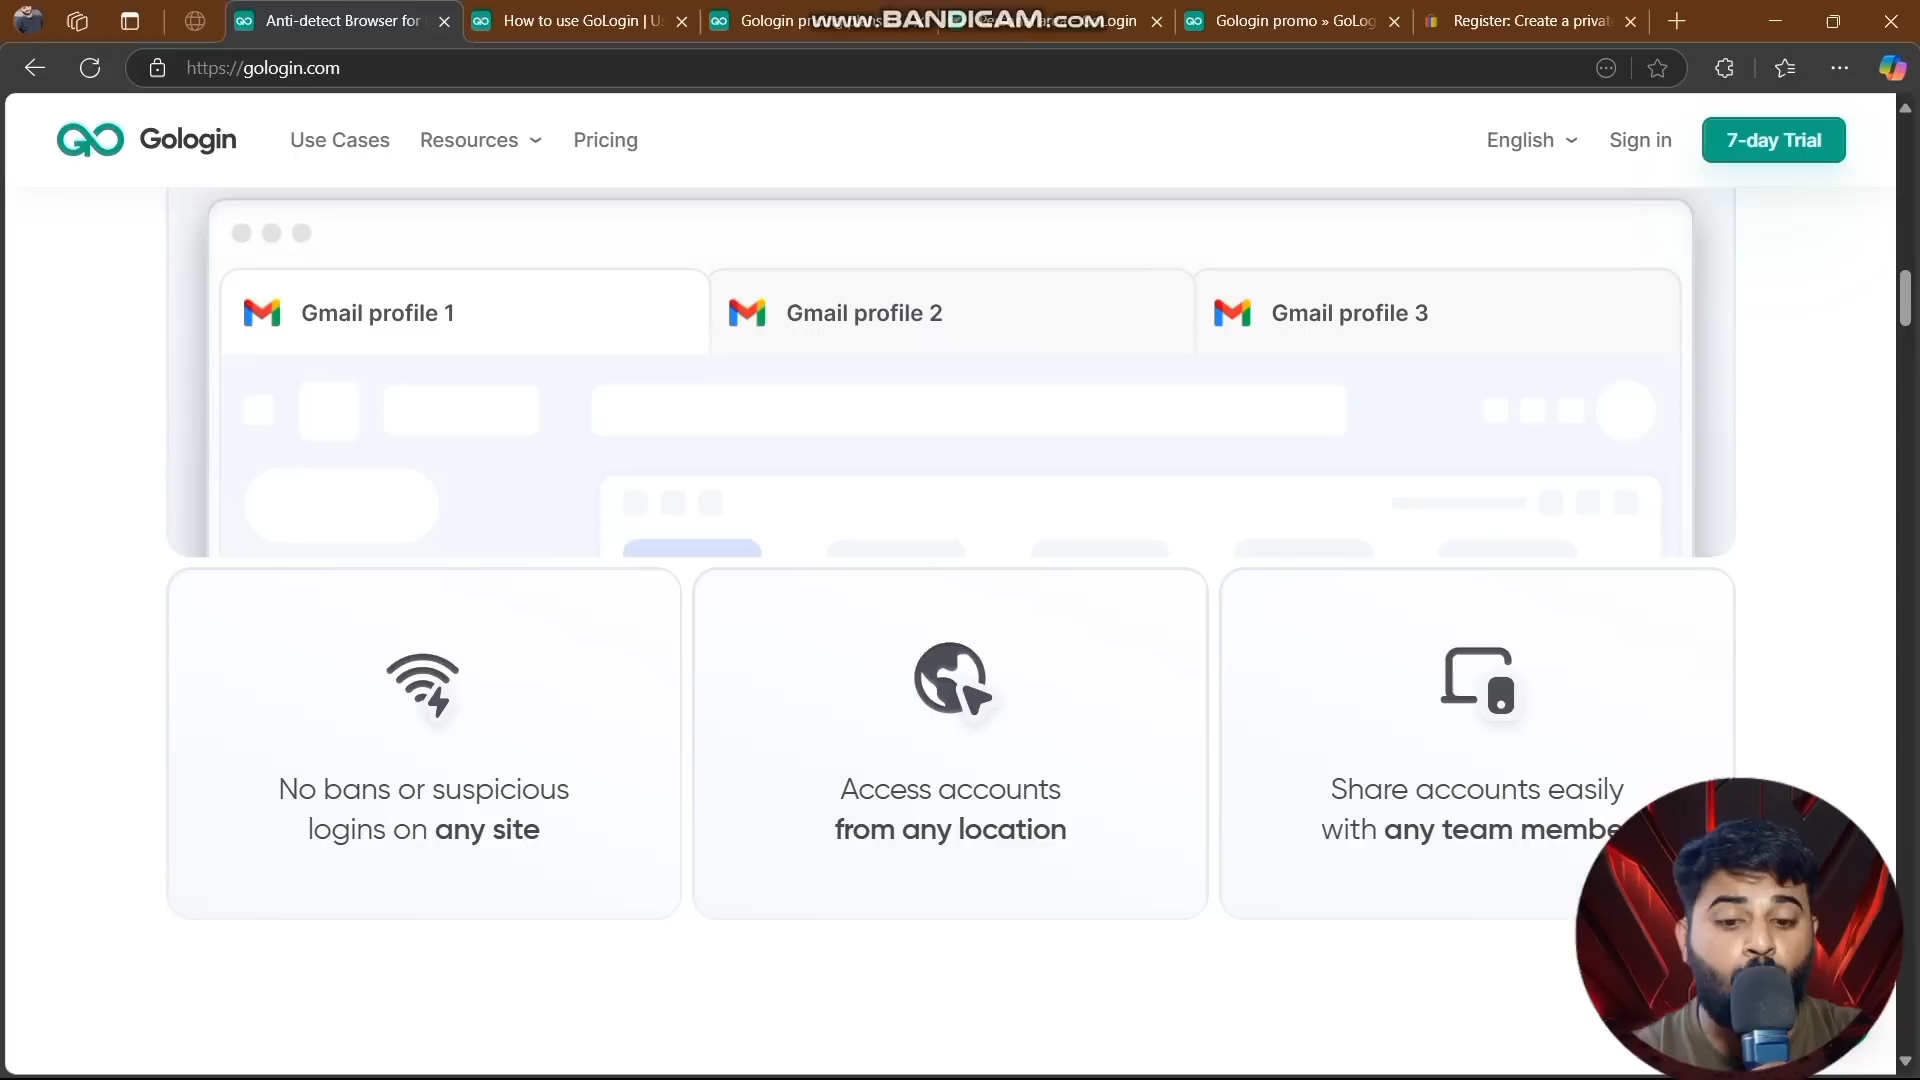 Anti-detect Browser for
How to use GoLogin | Us
Gologin pr
www.BANDICAM.com
ogin
Gologin promo » GoLog
Register: Create a privat
https://gologin.com
Gologin
Use Cases
Resources
Pricing
English
Sign in
7-day Trial
Gmail profile 1
Gmail profile 2
Gmail profile 3
No bans or suspicious
logins on any site
Access accounts
from any location
Share accounts easily
with any team membe